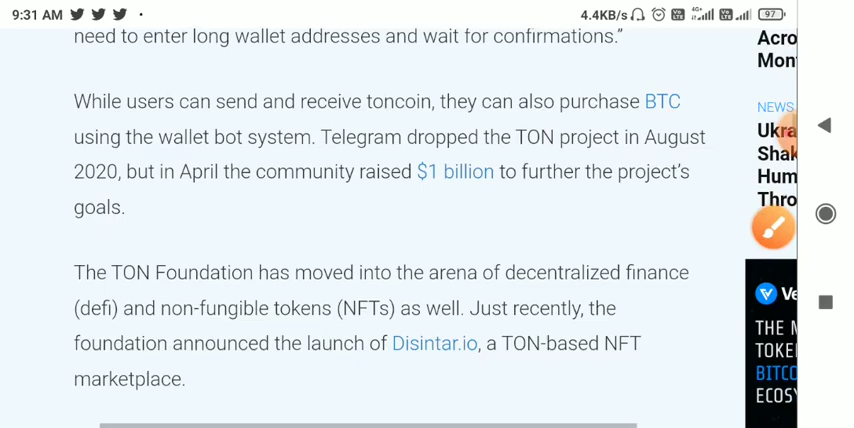 9:31 AM
4.4KB/s
4G+
97
need to enter long wallet addresses and wait for confirmations.”
While users can send and receive toncoin, they can also purchase BTC
using the wallet bot system. Telegram dropped the TON project in August
2020, but in April the community raised $1 billion to further the project’s
goals.
The TON Foundation has moved into the arena of decentralized finance
(defi) and non-fungible tokens (NFTs) as well. Just recently, the
foundation announced the launch of Disintar.io, a TON-based NFT
marketplace.
Acro
Mon
NEWS
Ukra
Shak
Hum
Thro
Ve
THE
TOKE
BITCO
ECOSY